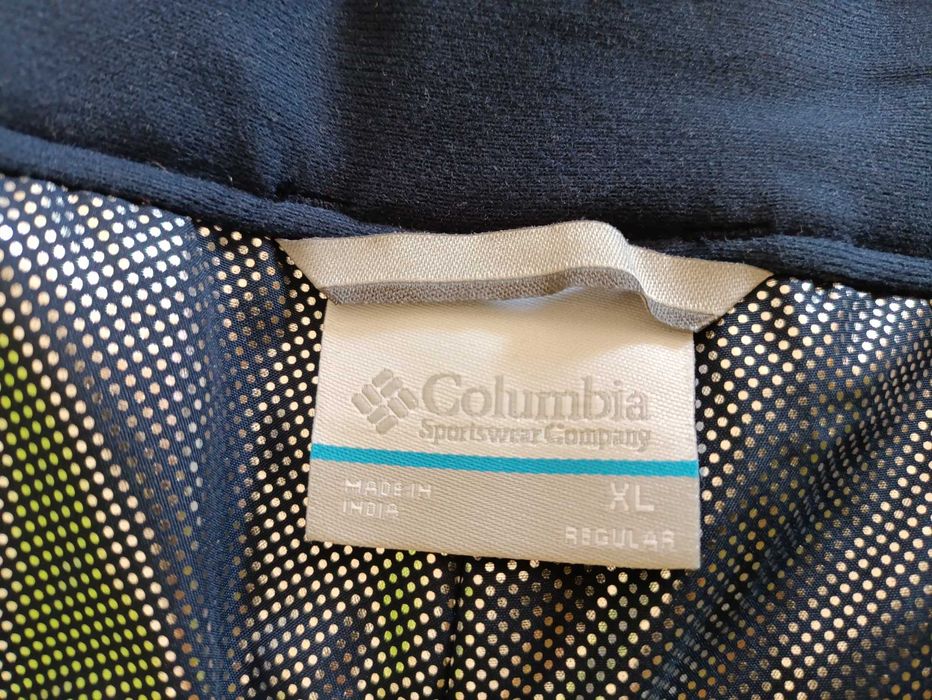 Columbia
Sportswear Company
MADE IN
INDIA
XL
REGULAR